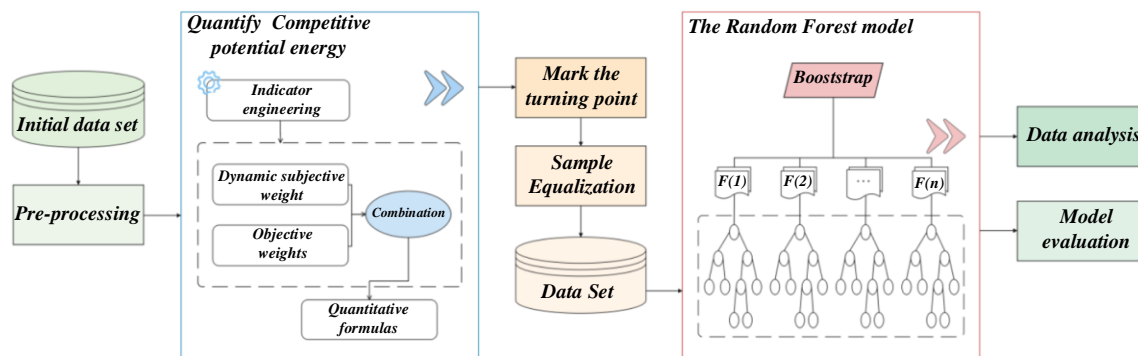 Initial data set
Pre-processing
Quantify Competitive
potential energy
Indicator
engineering
Dynamic subjective
weight
Objective
weights
Combination
Quantitative
formulas
Mark the
turning point
Sample
Equalization
Data Set
The Random Forest model
Booststrap
F(1)
F(2)
...
F(n)
Data analysis
Model
evaluation